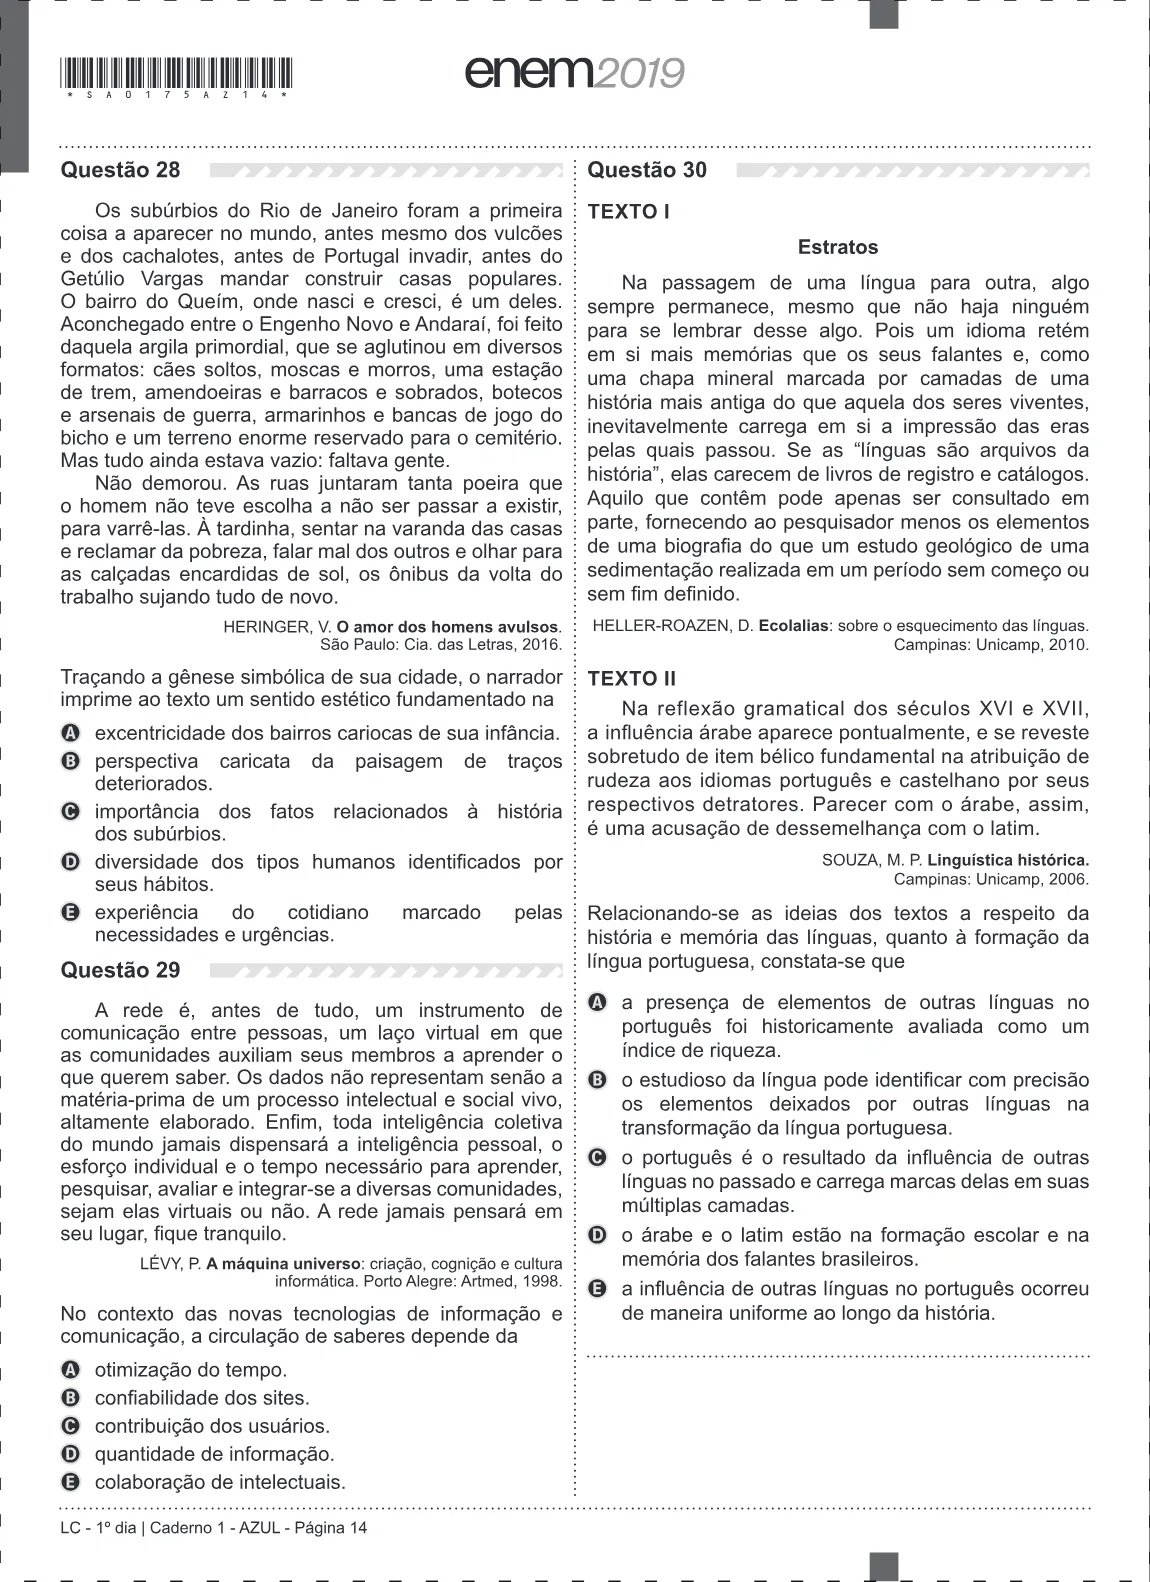 *SA0175AZ14*
enem2019
Questão 28
Os subúrbios do Rio de Janeiro foram a primeira
coisa a aparecer no mundo, antes mesmo dos vulcões
e dos cachalotes, antes de Portugal invadir, antes do
Getúlio Vargas mandar construir casas populares.
O bairro do Queím, onde nasci e cresci, é um deles.
Aconchegado entre o Engenho Novo e Andaraí, foi feito
daquela argila primordial, que se aglutinou em diversos
formatos: cães soltos, moscas e morros, uma estação
de trem, amendoeiras e barracos e sobrados, botecos
e arsenais de guerra, armarinhos e bancas de jogo do
bicho e um terreno enorme reservado para o cemitério.
Mas tudo ainda estava vazio: faltava gente.
Não demorou. As ruas juntaram tanta poeira que
o homem não teve escolha a não ser passar a existir,
para varrê-las. À tardinha, sentar na varanda das casas
e reclamar da pobreza, falar mal dos outros e olhar para
as calçadas encardidas de sol, os ônibus da volta do
trabalho sujando tudo de novo.
HERINGER, V. O amor dos homens avulsos.
São Paulo: Cia. das Letras, 2016.
Traçando a gênese simbólica de sua cidade, o narrador
imprime ao texto um sentido estético fundamentado na
A excentricidade dos bairros cariocas de sua infância.
B perspectiva caricata da paisagem de traços
deteriorados.
C importância dos fatos relacionados à história
dos subúrbios.
D diversidade dos tipos humanos identificados por
seus hábitos.
E experiência do cotidiano marcado pelas
necessidades e urgências.
Questão 29
A rede é, antes de tudo, um instrumento de
comunicação entre pessoas, um laço virtual em que
as comunidades auxiliam seus membros a aprender o
que querem saber. Os dados não representam senão a
matéria-prima de um processo intelectual e social vivo,
altamente elaborado. Enfim, toda inteligência coletiva
do mundo jamais dispensará a inteligência pessoal, o
esforço individual e o tempo necessário para aprender,
pesquisar, avaliar e integrar-se a diversas comunidades,
sejam elas virtuais ou não. A rede jamais pensará em
seu lugar, fique tranquilo.
LÉVY, P. A máquina universo: criação, cognição e cultura
informática. Porto Alegre: Artmed, 1998.
No contexto das novas tecnologias de informação e
comunicação, a circulação de saberes depende da
A otimização do tempo.
B confiabilidade dos sites.
C contribuição dos usuários.
D quantidade de informação.
E colaboração de intelectuais.
Questão 30
TEXTO I
Estratos
Na passagem de uma língua para outra, algo
sempre permanece, mesmo que não haja ninguém
para se lembrar desse algo. Pois um idioma retém
em si mais memórias que os seus falantes e, como
uma chapa mineral marcada por camadas de uma
história mais antiga do que aquela dos seres viventes,
inevitavelmente carrega em si a impressão das eras
pelas quais passou. Se as “línguas são arquivos da
história”, elas carecem de livros de registro e catálogos.
Aquilo que contêm pode apenas ser consultado em
parte, fornecendo ao pesquisador menos os elementos
de uma biografia do que um estudo geológico de uma
sedimentação realizada em um período sem começo ou
sem fim definido.
HELLER-ROAZEN, D. Ecolalias: sobre o esquecimento das línguas.
Campinas: Unicamp, 2010.
TEXTO II
Na reflexão gramatical dos séculos XVI e XVII,
a influência árabe aparece pontualmente, e se reveste
sobretudo de item bélico fundamental na atribuição de
rudeza aos idiomas português e castelhano por seus
respectivos detratores. Parecer com o árabe, assim,
é uma acusação de dessemelhança com o latim.
SOUZA, M. P. Linguística histórica.
Campinas: Unicamp, 2006.
Relacionando-se as ideias dos textos a respeito da
história e memória das línguas, quanto à formação da
língua portuguesa, constata-se que
A a presença de elementos de outras línguas no
português foi historicamente avaliada como um
índice de riqueza.
B o estudioso da língua pode identificar com precisão
os elementos deixados por outras línguas na
transformação da língua portuguesa.
C o português é o resultado da influência de outras
línguas no passado e carrega marcas delas em suas
múltiplas camadas.
D o árabe e o latim estão na formação escolar e na
memória dos falantes brasileiros.
E a influência de outras línguas no português ocorreu
de maneira uniforme ao longo da história.
LC - 1º dia | Caderno 1 - AZUL - Página 14